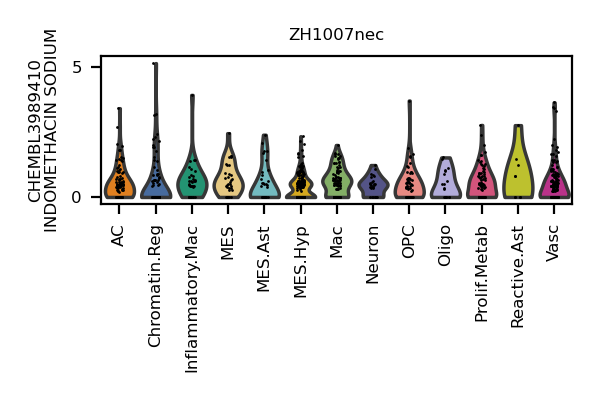 ZH1007nec
CHEMBL3989410
INDOMETHACIN SODIUM
5
0
AC
Chromatin.Reg
Inflammatory.Mac
MES
MES.Ast
MES.Hyp
Mac
Neuron
OPC
Oligo
Prolif.Metab
Reactive.Ast
Vasc